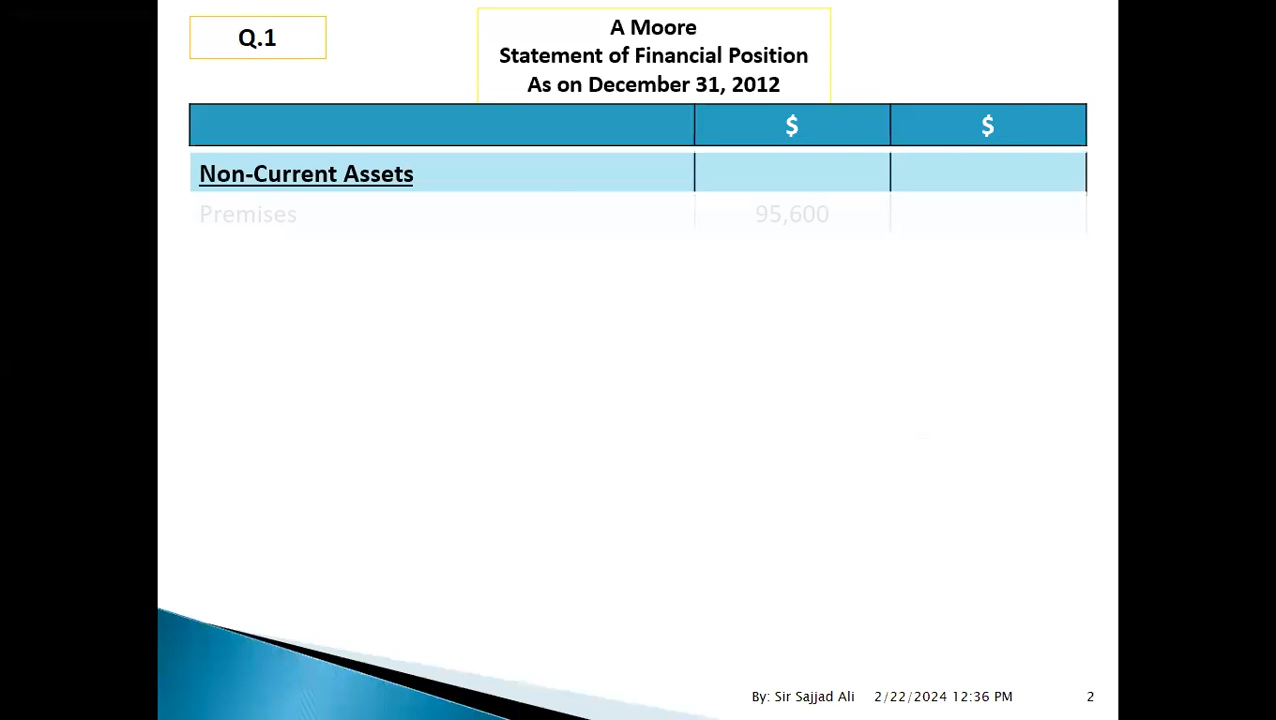 Q.1
A Moore
Statement of Financial Position
As on December 31, 2012
$ $
Non-Current Assets
Premises 95,600
By: Sir Sajjad Ali 2/22/2024 12:36 PM 2